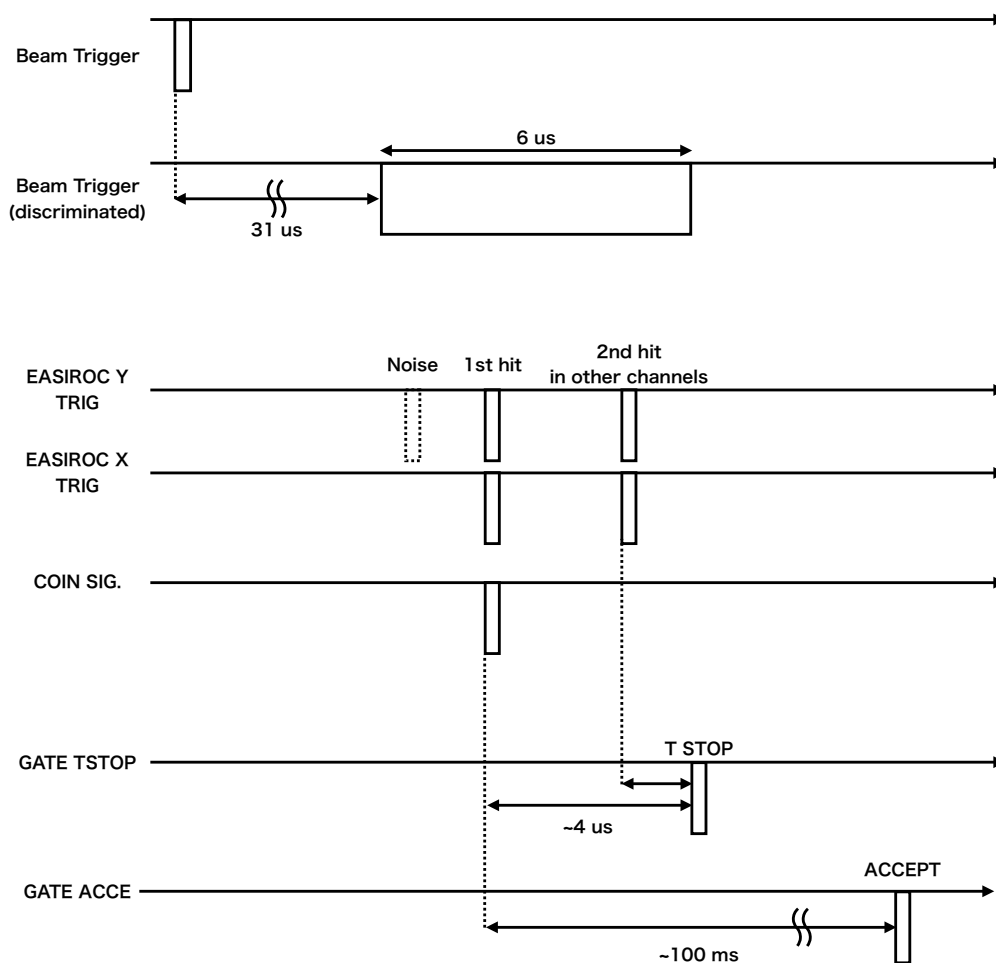 Beam Trigger
6 us
Beam Trigger
(discriminated)
31 us
Noise
1st hit
2nd hit
in other channels
EASIROC Y
TRIG
EASIROC X
TRIG
COIN SIG.
T STOP
GATE TSTOP
~4 us
ACCEPT
GATE ACCE
~100 ms